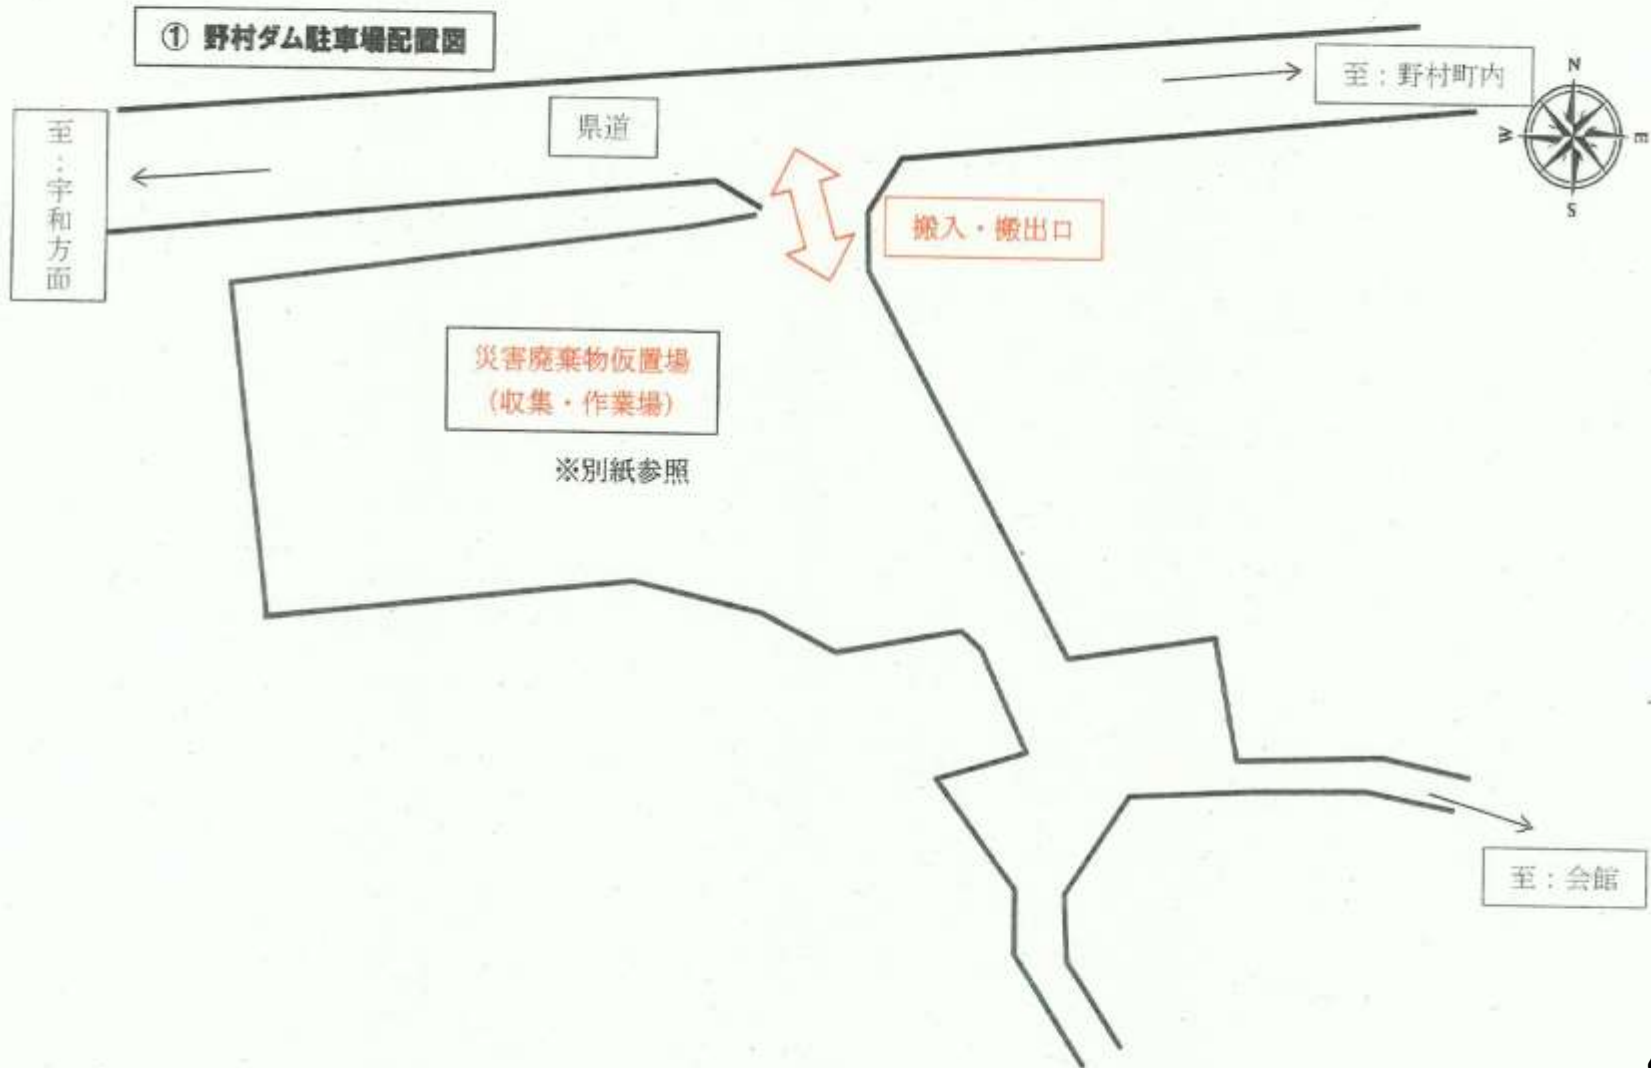 ① 野村ダム駐車場配置図
至：野村町内
県道
至：宇和方面
N
W
E
S
搬入・搬出口
災害廃棄物仮置場
（収集・作業場）
※別紙参照
至：会館